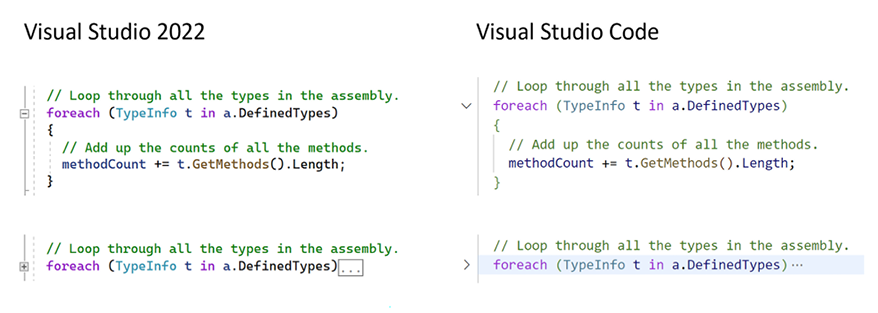 Visual Studio 2022
// Loop through all the types in the assembly.
foreach (TypeInfo t in a.DefinedTypes)
{
// Add up the counts of all the methods.
methodCount += t.GetMethods().Length;
}
// Loop through all the types in the assembly.
foreach (TypeInfo t in a.DefinedTypes)...
Visual Studio Code
// Loop through all the types in the assembly.
foreach (TypeInfo t in a.DefinedTypes)
{
// Add up the counts of all the methods.
methodCount += t.GetMethods().Length;
}
// Loop through all the types in the assembly.
foreach (TypeInfo t in a.DefinedTypes)⋯